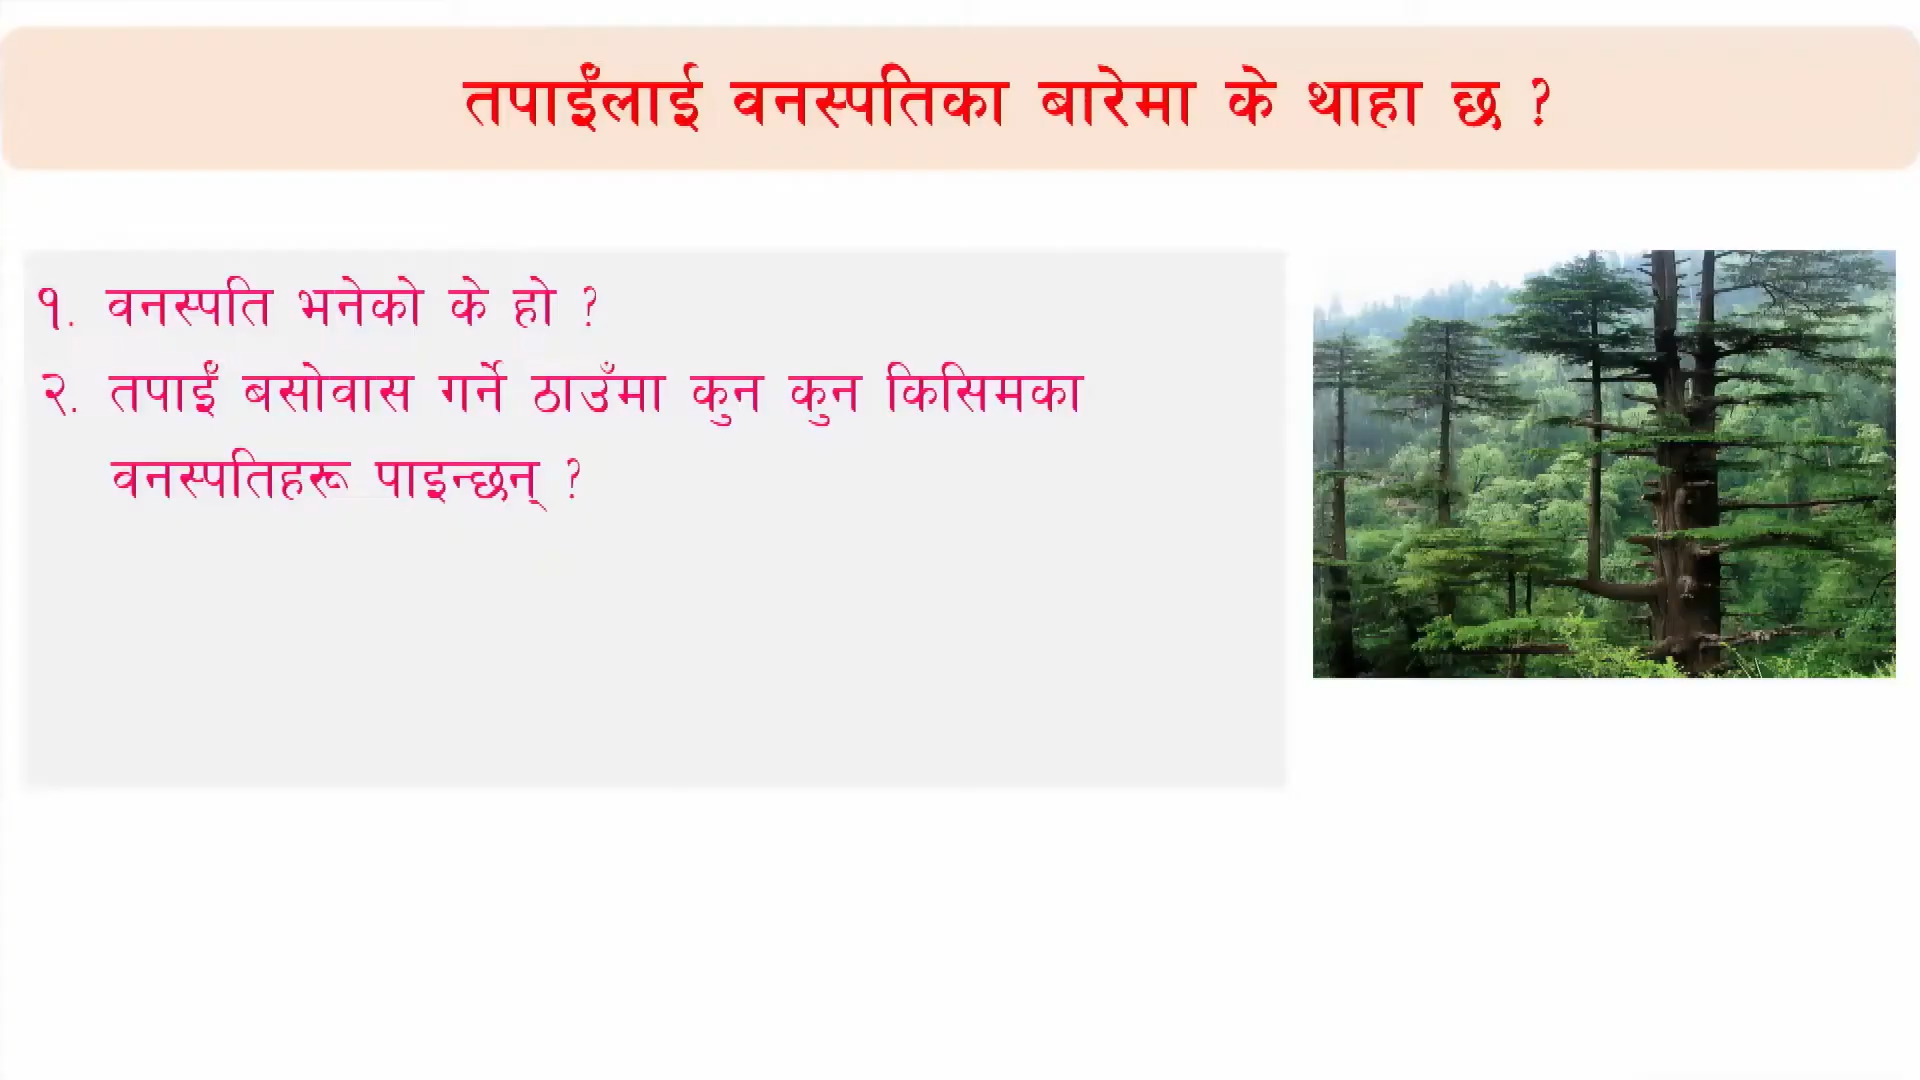 तपाईंलाई वनस्पतिका बारेमा के थाहा छ ?
१. वनस्पति भनेको के हो ?
२. तपाईं बसोवास गर्ने ठाउँमा कुन कुन किसिमका
वनस्पतिहरू पाइन्छन् ?